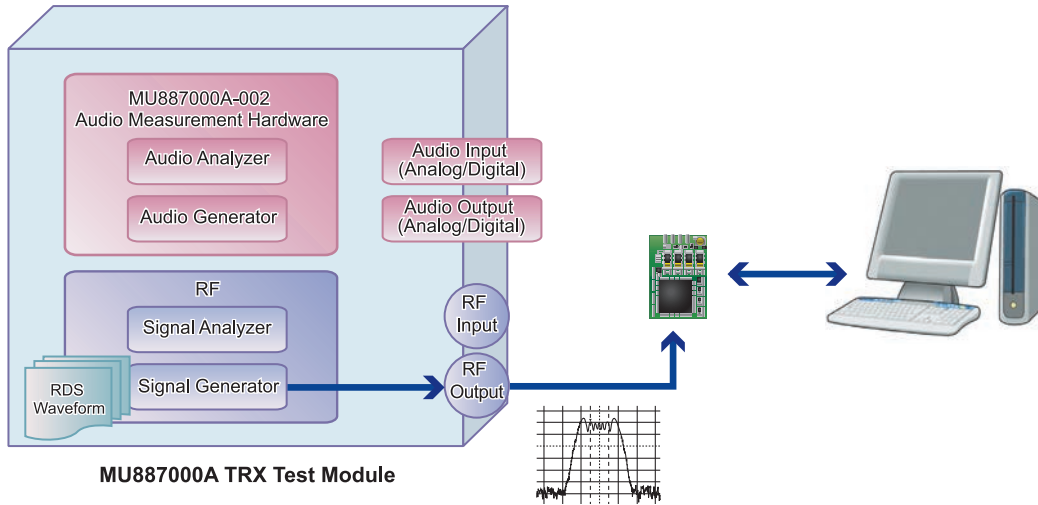 MU887000A-002
Audio Measurement Hardware
Audio Analyzer
Audio Generator
Audio Input
(Analog/Digital)
Audio Output
(Analog/Digital)
RF
Signal Analyzer
Signal Generator
RDS
Waveform
RF
Input
RF
Output
MU887000A TRX Test Module